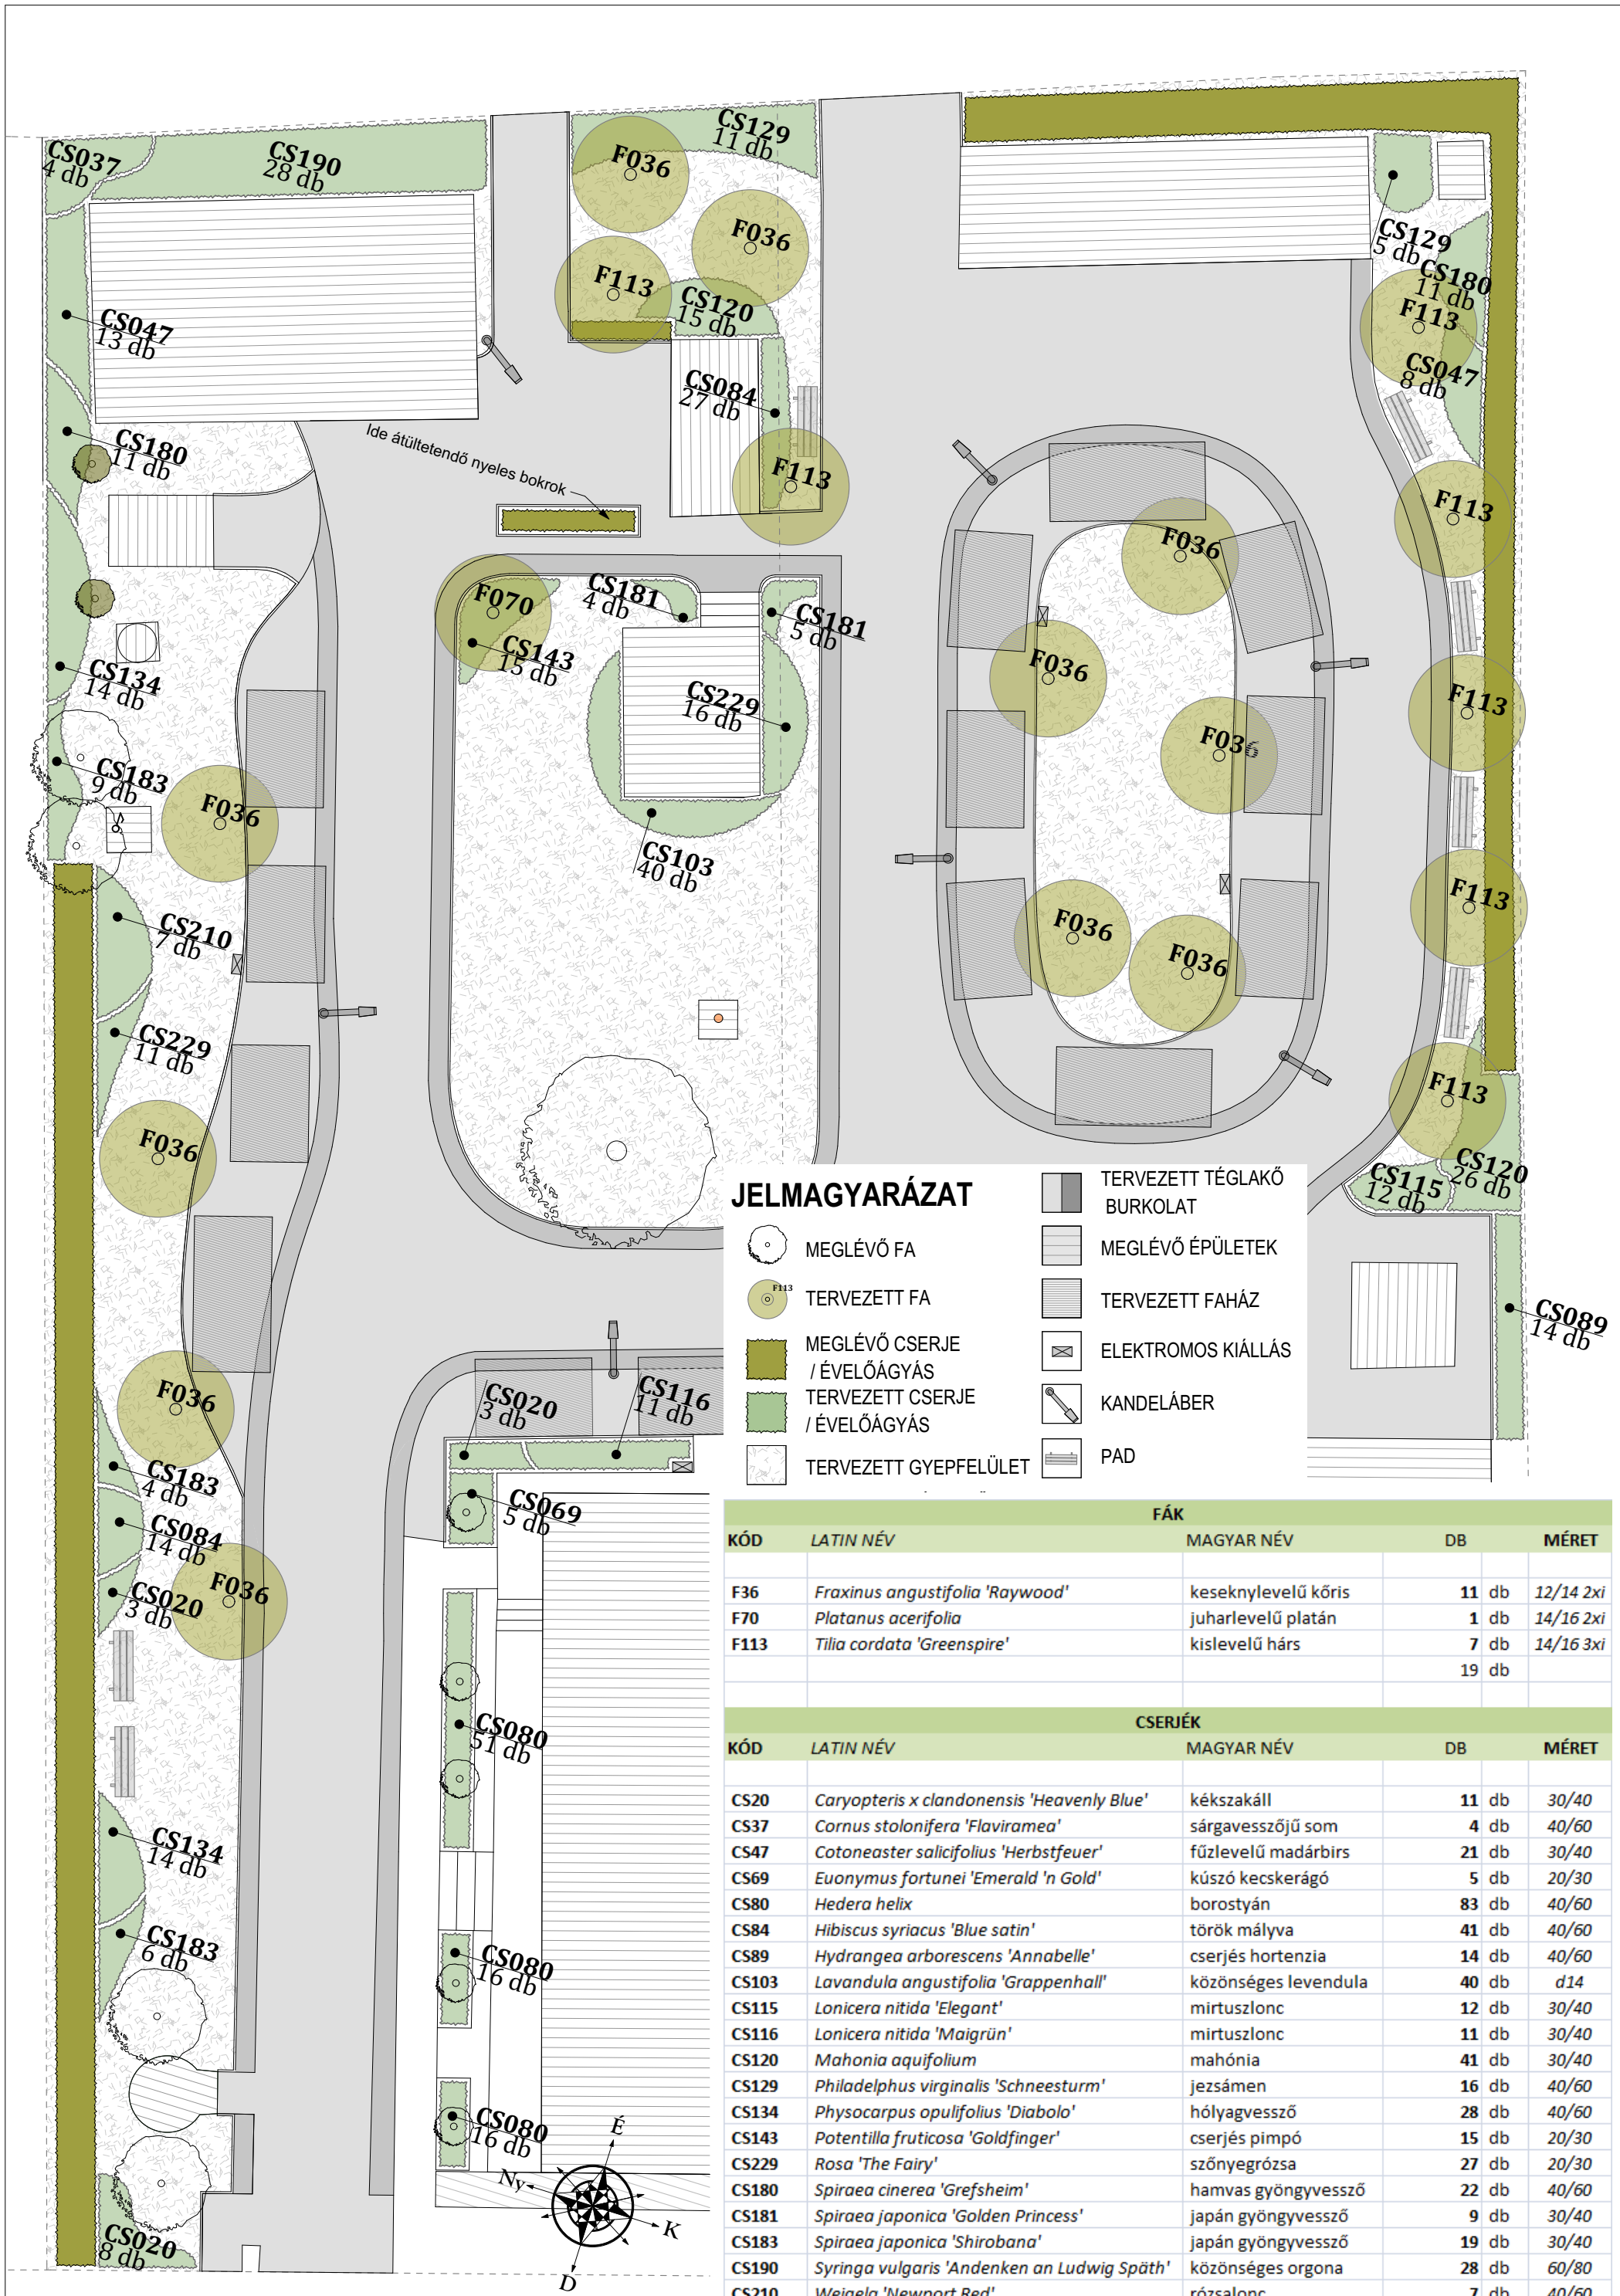 CS037
4 db
CS190
28 db
F036
CS129
11 db
F036
F113
CS120
15 db
CS129
5 db
CS180
11 db
F113
CS047
8 db
CS047
13 db
CS084
27 db
F113
CS180
11 db
Ide átültetendő nyeles bokrok
F113
F036
F070
CS181
4 db
CS181
5 db
CS143
15 db
CS134
14 db
F036
CS229
16 db
F113
F03
CS183
9 db
F036
CS103
40 db
F113
CS210
7 db
F036
F036
CS229
11 db
F113
F036
CS115
12 db
CS120
26 db
CS089
14 db
JELMAGYARÁZAT
MEGLÉVŐ FA
F113
TERVEZETT FA
MEGLÉVŐ CSERJE
/ ÉVELŐÁGYÁS
TERVEZETT CSERJE
/ ÉVELŐÁGYÁS
TERVEZETT GYEPFELÜLET
TERVEZETT TÉGLAKŐ
BURKOLAT
MEGLÉVŐ ÉPÜLETEK
TERVEZETT FAHÁZ
ELEKTROMOS KIÁLLÁS
KANDELÁBER
PAD
F036
CS020
3 db
CS116
11 db
CS183
4 db
CS069
5 db
CS084
14 db
CS020
3 db
F036
CS080
51 db
CS134
14 db
CS183
6 db
CS080
16 db
CS080
16 db
CS020
8 db
É
Ny
K
D
FÁK
KÓD LATIN NÉV MAGYAR NÉV DB MÉRET
F36 Fraxinus angustifolia 'Raywood' keseknylevelű kőris 11 db 12/14 2xi
F70 Platanus acerifolia juharlevelű platán 1 db 14/16 2xi
F113 Tilia cordata 'Greenspire' kislevelű hárs 7 db 14/16 3xi
19 db
CSERJÉK
KÓD LATIN NÉV MAGYAR NÉV DB MÉRET
CS20 Caryopteris x clandonensis 'Heavenly Blue' kékszakáll 11 db 30/40
CS37 Cornus stolonifera 'Flaviramea' sárgavesszőjű som 4 db 40/60
CS47 Cotoneaster salicifolius 'Herbstfeuer' fűzlevelű madárbirs 21 db 30/40
CS69 Euonymus fortunei 'Emerald 'n Gold' kúszó kecskerágó 5 db 20/30
CS80 Hedera helix borostyán 83 db 40/60
CS84 Hibiscus syriacus 'Blue satin' török mályva 41 db 40/60
CS89 Hydrangea arborescens 'Annabelle' cserjés hortenzia 14 db 40/60
CS103 Lavandula angustifolia 'Grappenhall' közönséges levendula 40 db d14
CS115 Lonicera nitida 'Elegant' mirtuszlonc 12 db 30/40
CS116 Lonicera nitida 'Maigrün' mirtuszlonc 11 db 30/40
CS120 Mahonia aquifolium mahónia 41 db 30/40
CS129 Philadelphus virginalis 'Schneesturm' jezsámen 16 db 40/60
CS134 Physocarpus opulifolius 'Diabolo' hólyagvessző 28 db 40/60
CS143 Potentilla fruticosa 'Goldfinger' cserjés pimpó 15 db 20/30
CS229 Rosa 'The Fairy' szőnyegrózsa 27 db 20/30
CS180 Spiraea cinerea 'Grefsheim' hamvas gyöngyvessző 22 db 40/60
CS181 Spiraea japonica 'Golden Princess' japán gyöngyvessző 9 db 30/40
CS183 Spiraea japonica 'Shirobana' japán gyöngyvessző 19 db 30/40
CS190 Syringa vulgaris 'Andenken an Ludwig Späth' közönséges orgona 28 db 60/80
CS210 Weigela 'Newport Red' rózsalonc 7 db 40/60